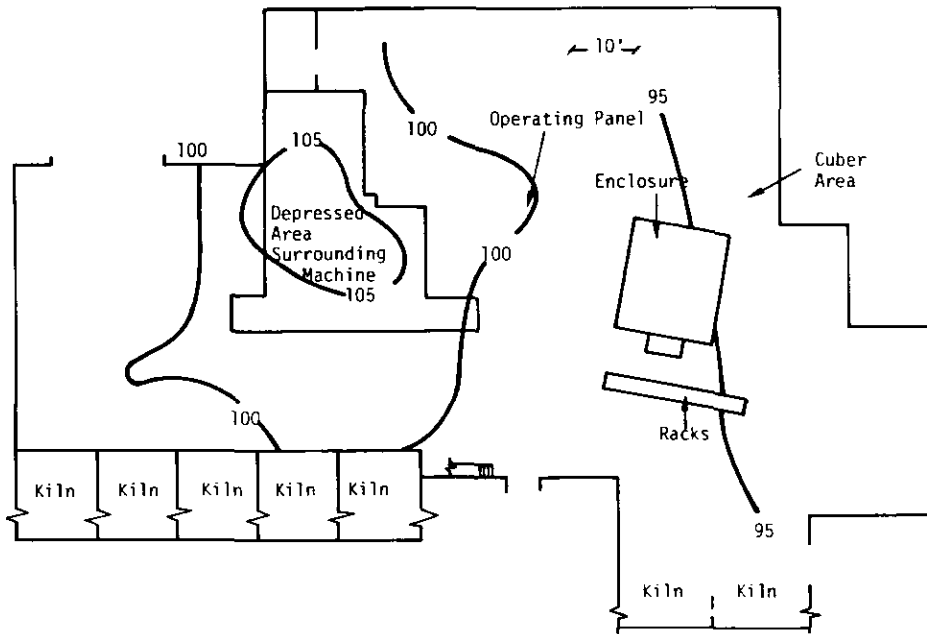 10'
95
100
Operating Panel
105
100
Cuber
Area
Enclosure
Depressed
Area
Surrounding
Machine
100
105
100
Racks
Kiln
Kiln
Kiln
Kiln
Kiln
95
Kiln
Kiln